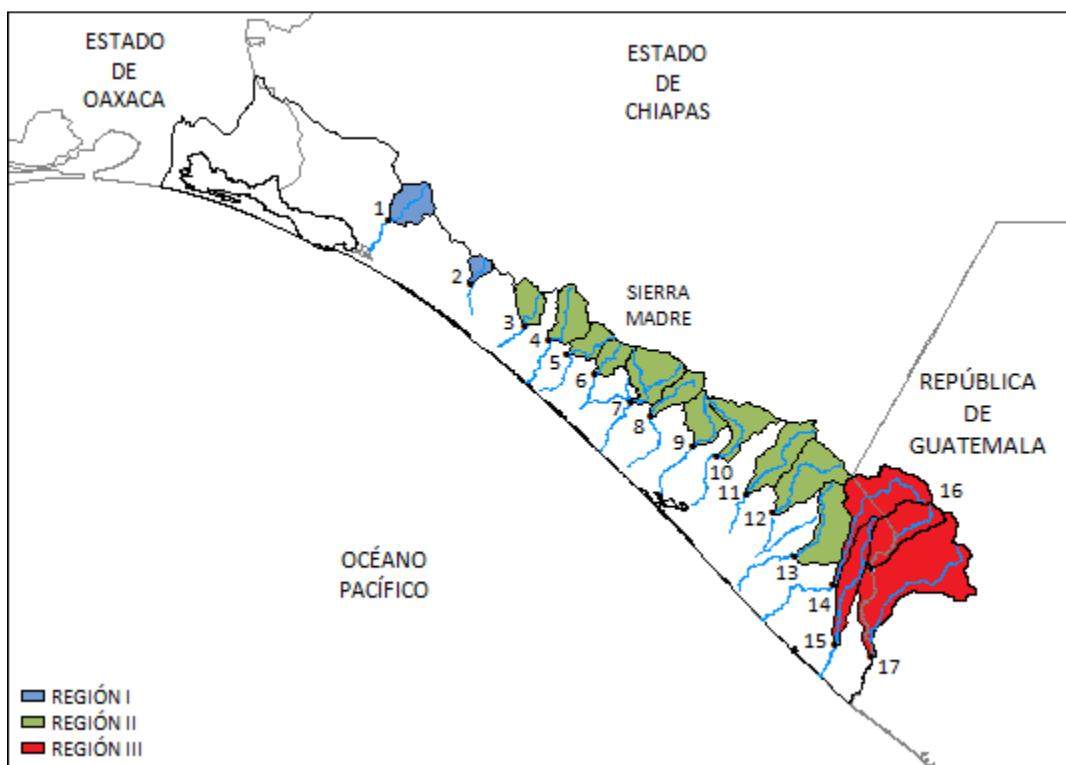 ESTADO
DE
OAXACA
ESTADO
DE
CHIAPAS
1
2
SIERRA
MADRE
3
4
5
6
7
8
9
10
11
12
13
14
15
16
17
REPÚBLICA
DE
GUATEMALA
OCÉANO
PACÍFICO
REGIÓN I
REGIÓN II
REGIÓN III